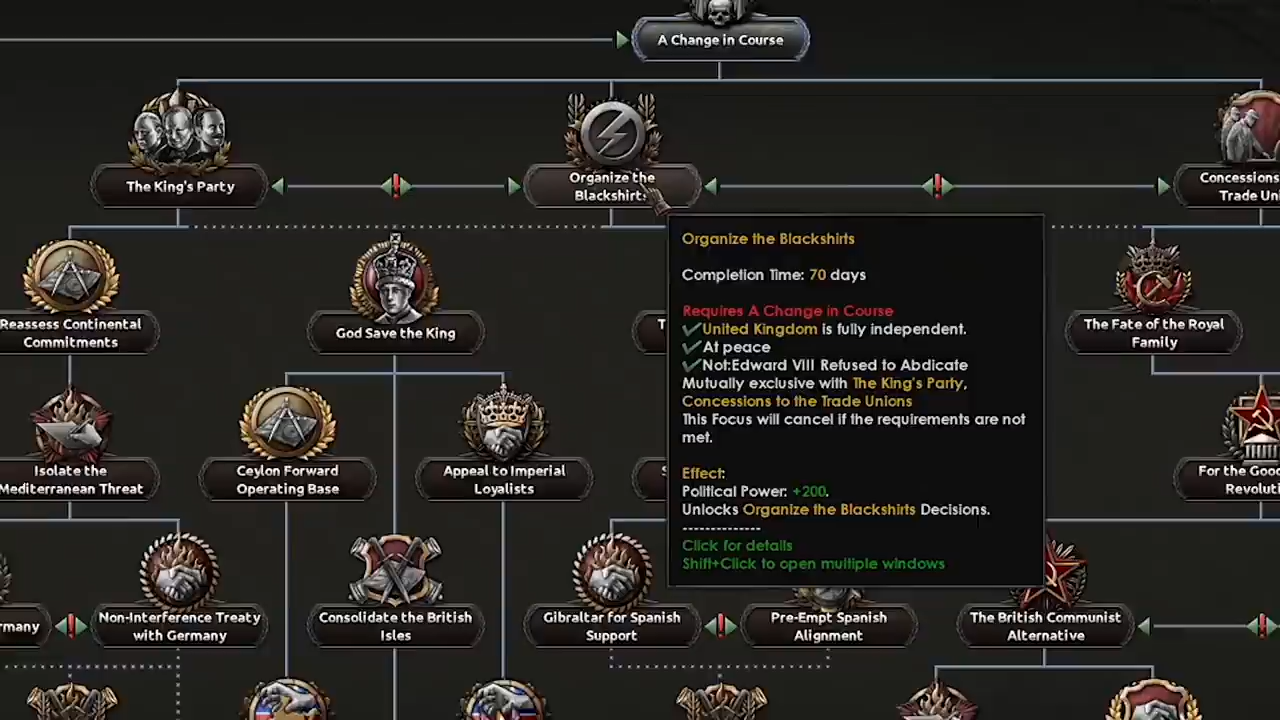 A Change in Course
The King's Party
Organize the
Blackshirts
Concessions
Trade Uni
Organize the Blackshirts
Completion Time: 70 days
Requires A Change in Course
United Kingdom is fully independent.
At peace
Not:Edward VIII Refused to Abdicate
Mutually exclusive with The King's Party,
Concessions to the Trade Unions
This Focus will cancel if the requirements are not
met.
Effect:
Political Power: +200.
Unlocks Organize the Blackshirts Decisions.
--------------
Click for details
Shift+Click to open multiple windows
Reassess Continental
Commitments
God Save the King
T
The Fate of the Royal
Family
Isolate the
Mediterranean Threat
Ceylon Forward
Operating Base
Appeal to Imperial
Loyalists
S
For the Good
Revoluti
rmany
Non-Interference Treaty
with Germany
Consolidate the British
Isles
Gibraltar for Spanish
Support
Pre-Empt Spanish
Alignment
The British Communist
Alternative